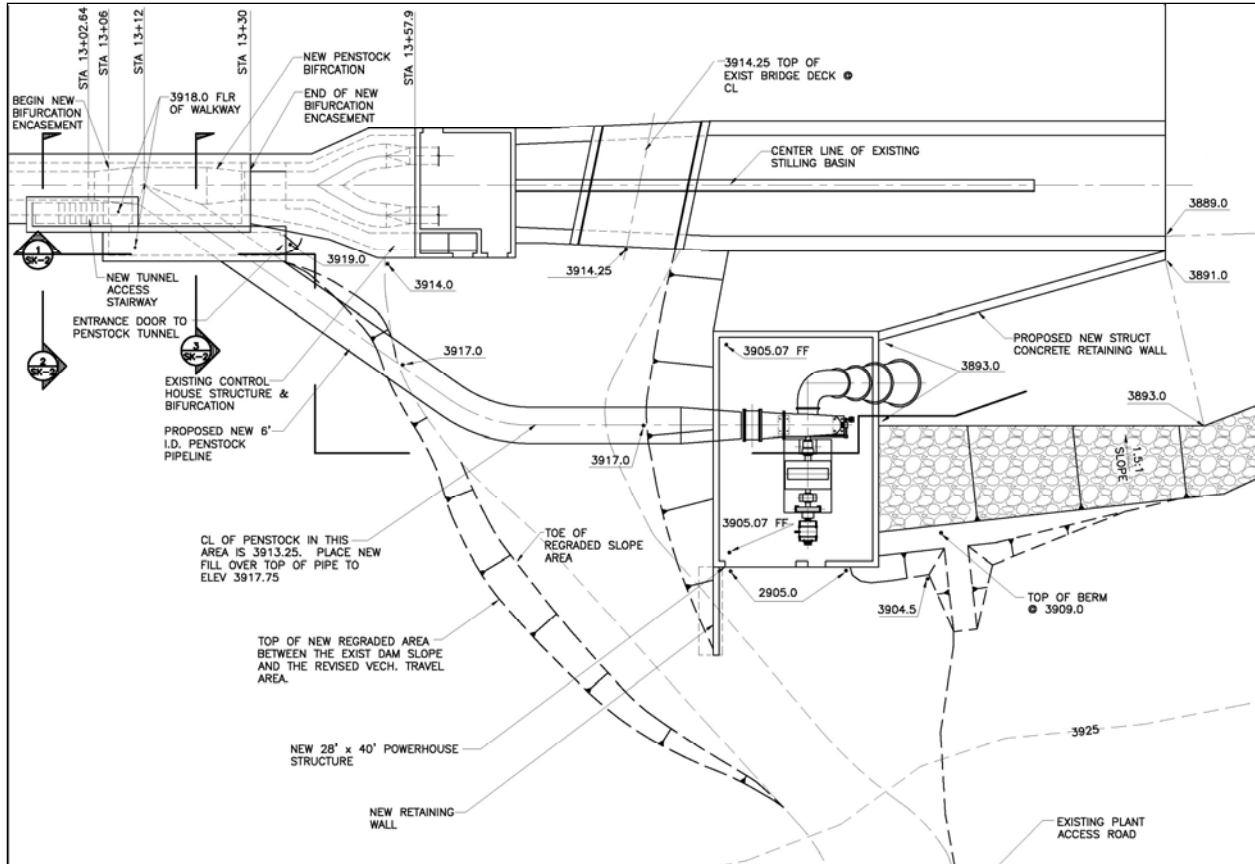 STA 13+02.64
STA 13+06
STA 13+12
STA 13+30
STA 13+57.9
NEW PENSTOCK
BIFRCATION
3914.25 TOP OF
EXIST BRIDGE DECK @
CL
BEGIN NEW
BIFURCATION
ENCASEMENT
3918.0 FLR
OF WALKWAY
END OF NEW
BIFURCATION
ENCASEMENT
CENTER LINE OF EXISTING
STILLING BASIN
3889.0
1
SK-2
3919.0
3914.25
3914.0
3891.0
NEW TUNNEL
ACCESS
STAIRWAY
ENTRANCE DOOR TO
PENSTOCK TUNNEL
2
SK-2
3
SK-2
3917.0
3905.07 FF
PROPOSED NEW STRUCT
CONCRETE RETAINING WALL
3893.0
3893.0
EXISTING CONTROL
HOUSE STRUCTURE &
BIFURCATION
PROPOSED NEW 6'
I.D. PENSTOCK
PIPELINE
3917.0
1.5:1
SLOPE
3905.07 FF
CL OF PENSTOCK IN THIS
AREA IS 3913.25. PLACE NEW
FILL OVER TOP OF PIPE TO
ELEV 3917.75
TOE OF
REGRADED SLOPE
AREA
2905.0
3904.5
TOP OF BERM
@ 3909.0
TOP OF NEW REGRADED AREA
BETWEEN THE EXIST DAM SLOPE
AND THE REVISED VECH. TRAVEL
AREA.
3925
NEW 28' x 40' POWERHOUSE
STRUCTURE
NEW RETAINING
WALL
EXISTING PLANT
ACCESS ROAD